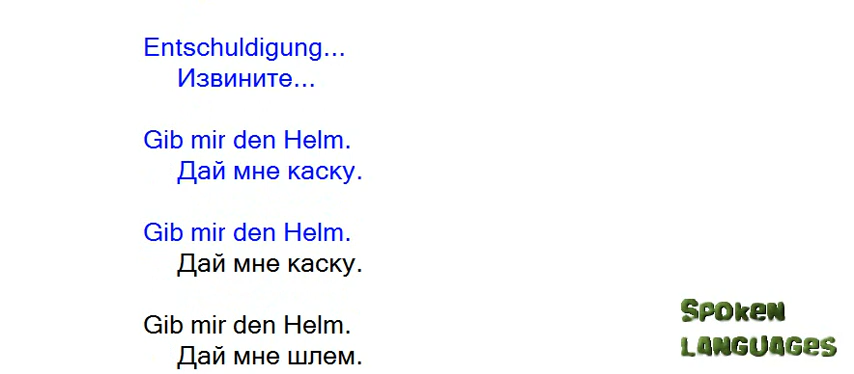 Entschuldigung...
Извините...
Gib mir den Helm.
Дай мне каску.
Gib mir den Helm.
Дай мне каску.
Gib mir den Helm.
Дай мне шлем.
Spoken
Languages